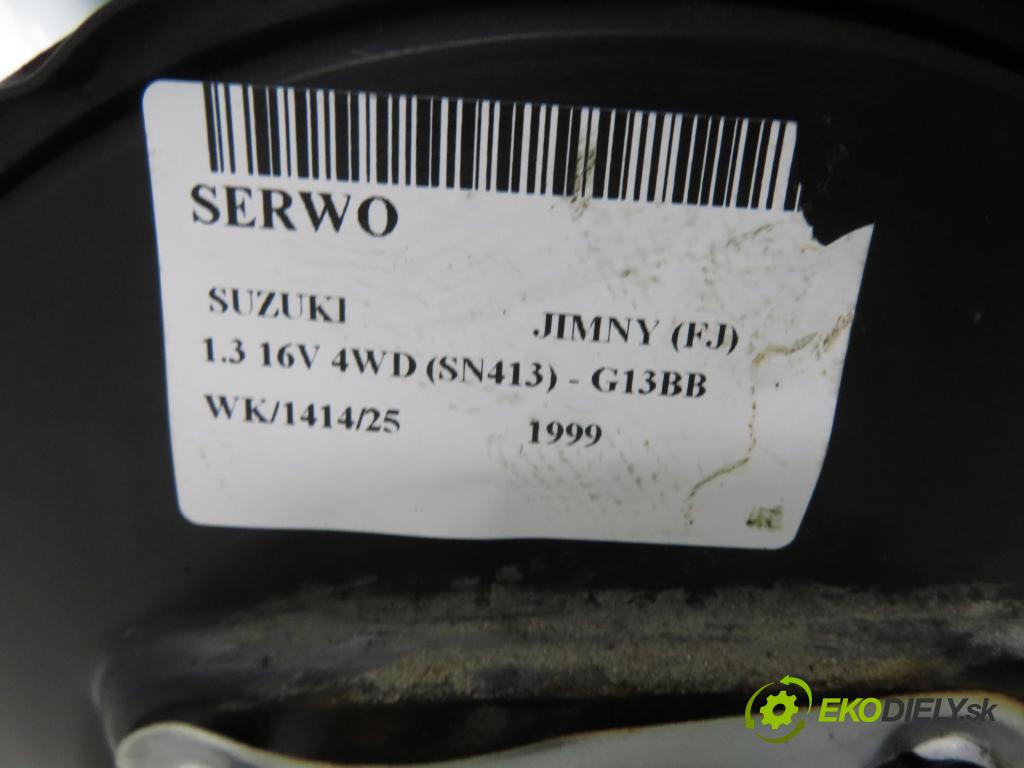 SERWO
SUZUKI JIMNY (FJ)
1.3 16V 4WD (SN413) - G13BB
WK/1414/25 1999
EKODIELY.sk